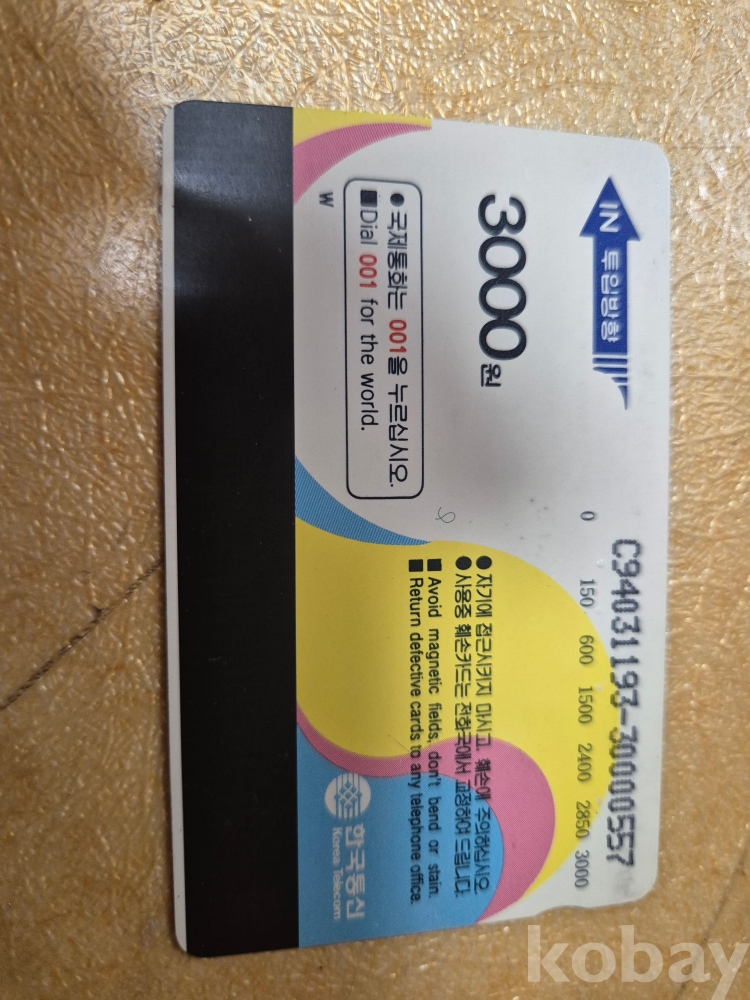 C94031193-30000557
0 150 600 1500 2400 2850 3000
IN 투입방향
3000원
● 국제통화는 001을 누르십시오.
■ Dial 001 for the world.
W
● 자기에 접근시키지 마시고, 훼손에 주의하십시오.
● 사용중 훼손카드는 전화국에서 교정하여 드립니다.
■ Avoid magnetic fields, don't bend or stain.
■ Return defective cards to any telephone office.
한국통신
Korea Telecom
kobay